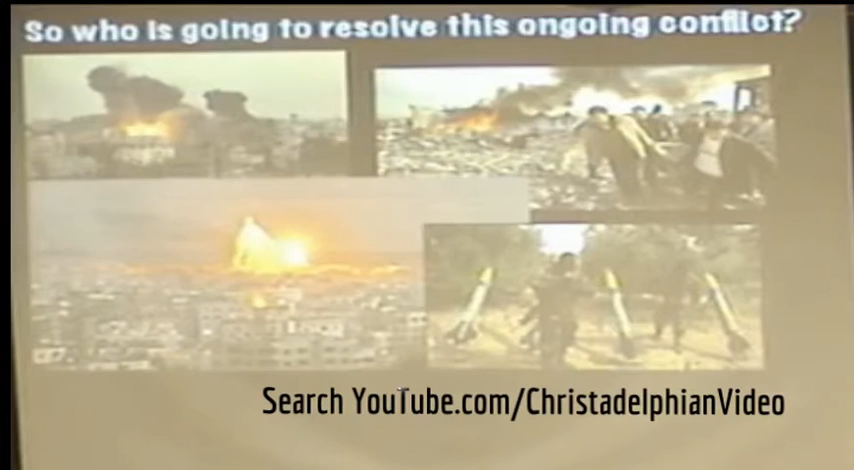 So who is going to resolve this ongoing conflict?
Search YouTube.com/ChristadelphianVideo